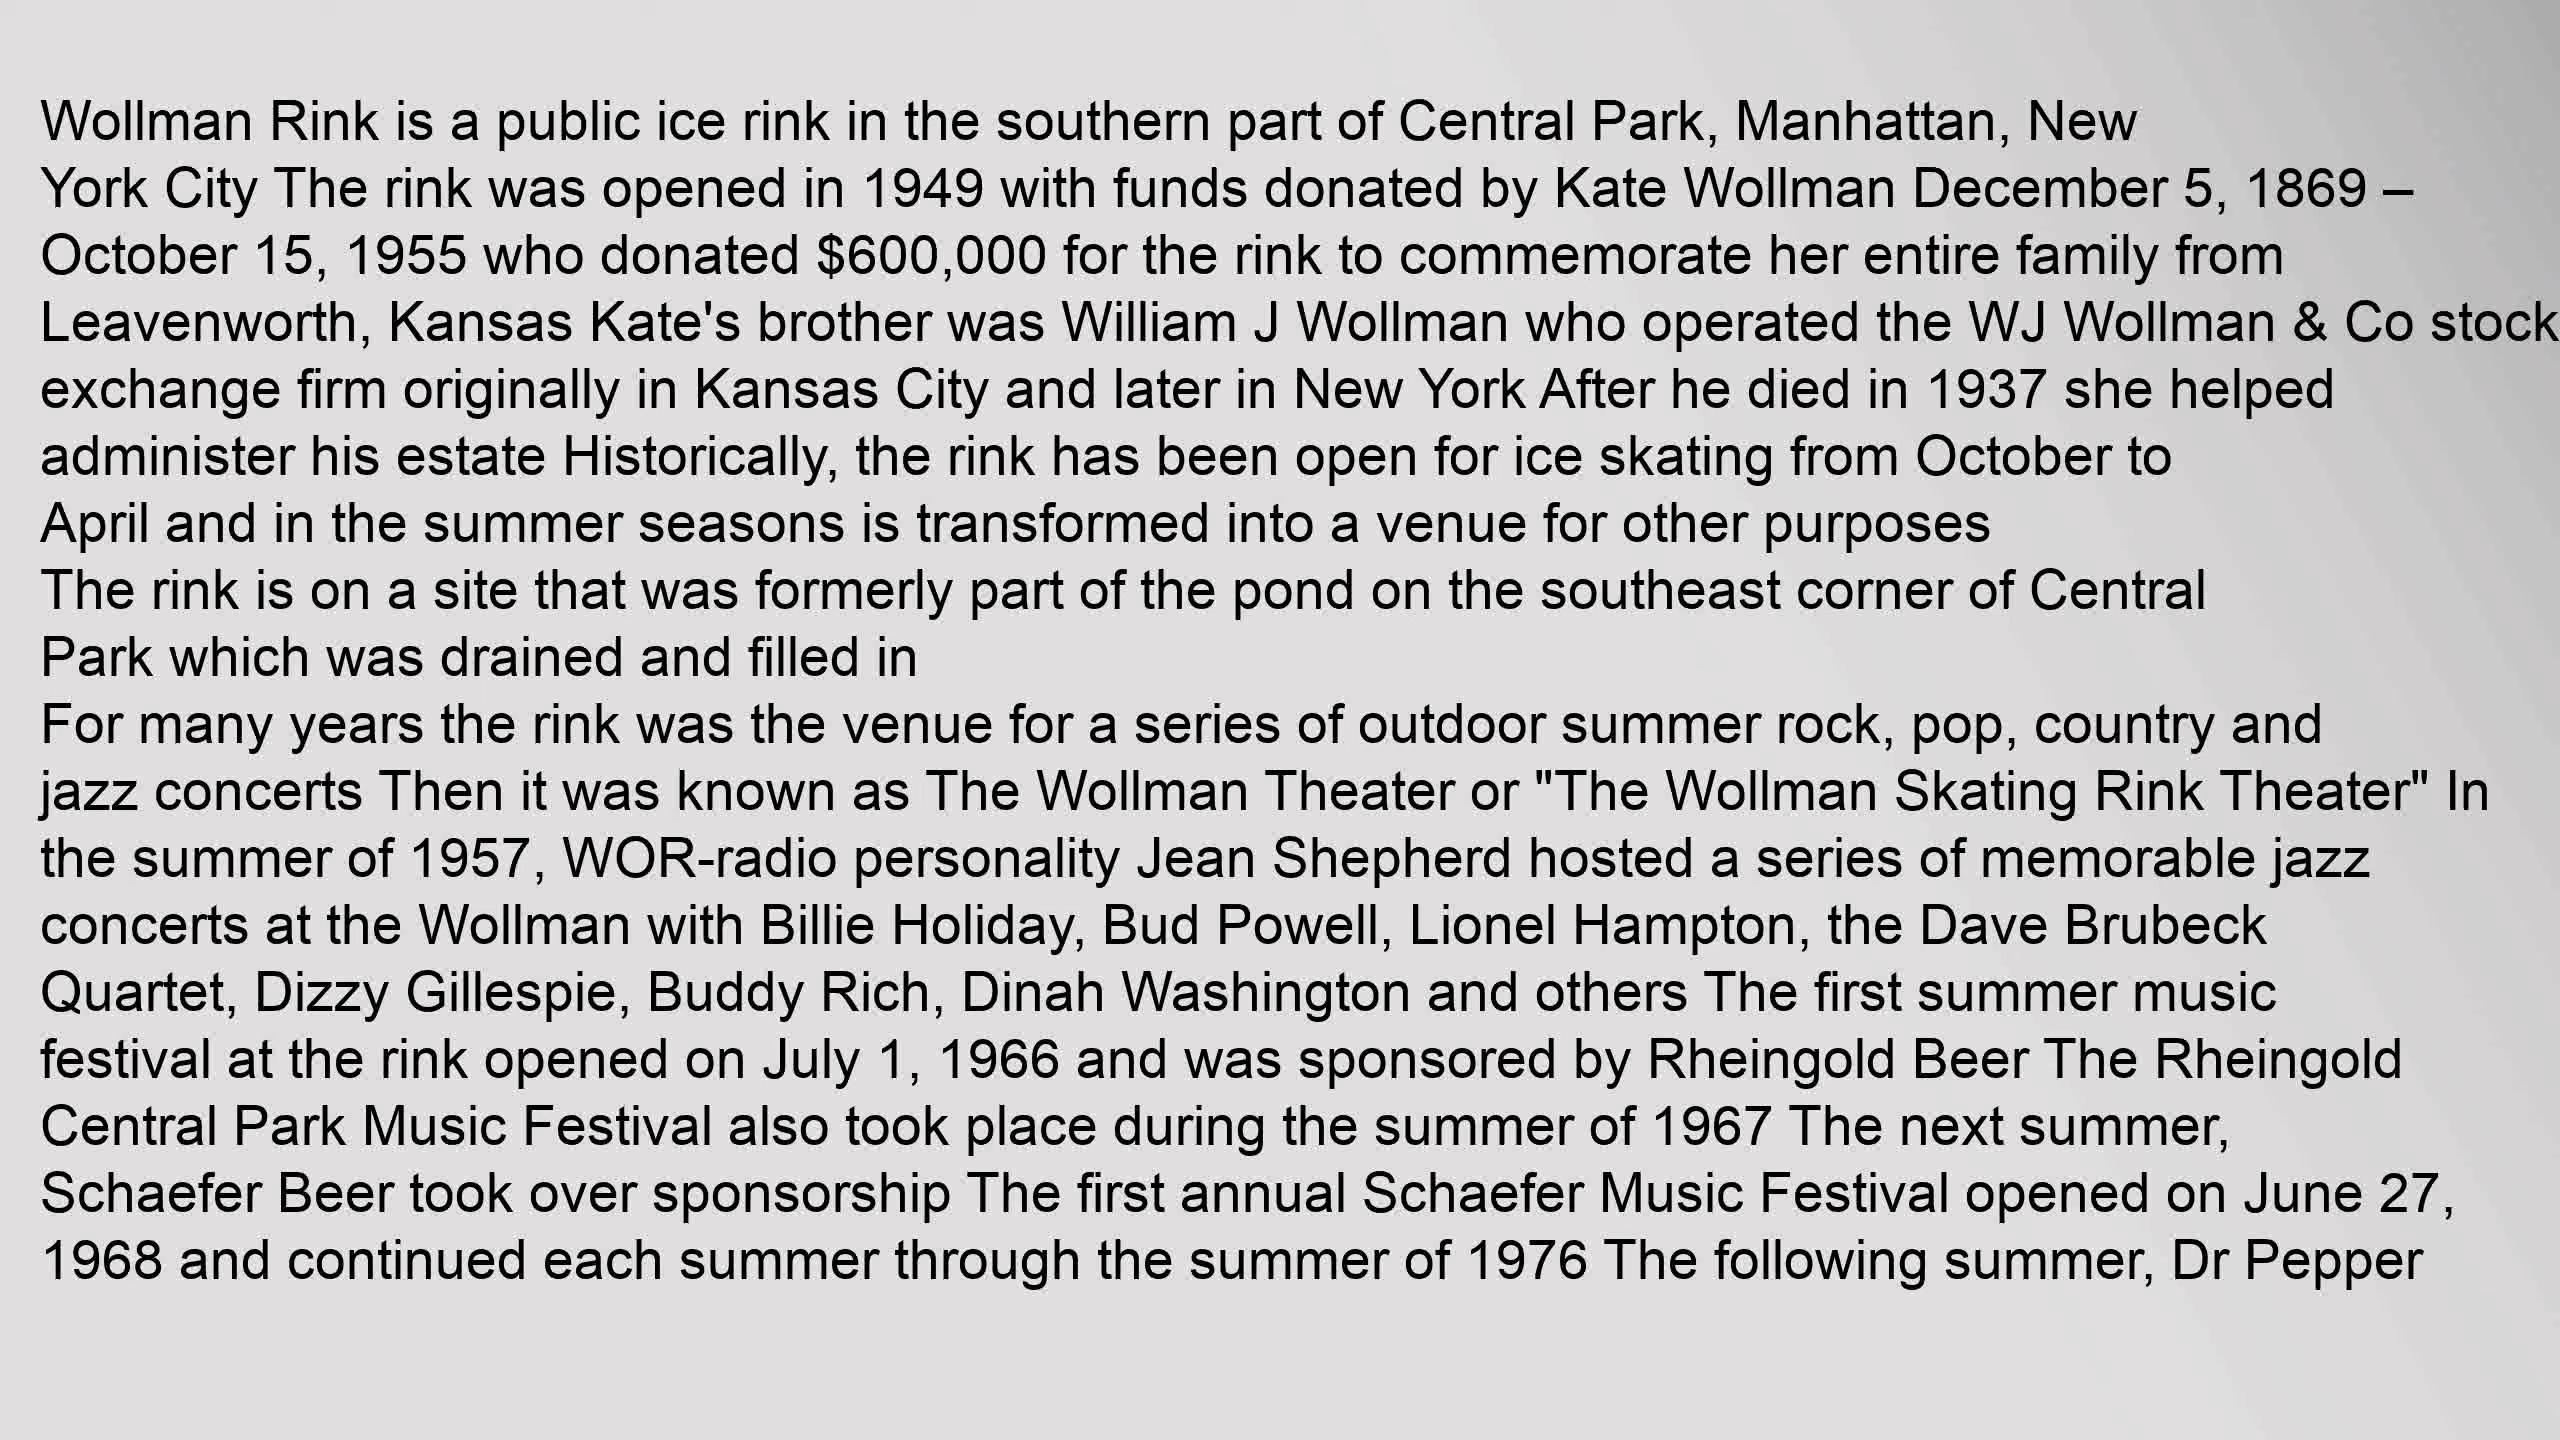 Wollman Rink is a public ice rink in the southern part of Central Park, Manhattan, New
York City The rink was opened in 1949 with funds donated by Kate Wollman December 5, 1869 –
October 15, 1955 who donated $600,000 for the rink to commemorate her entire family from
Leavenworth, Kansas Kate's brother was William J Wollman who operated the WJ Wollman & Co stock
exchange firm originally in Kansas City and later in New York After he died in 1937 she helped
administer his estate Historically, the rink has been open for ice skating from October to
April and in the summer seasons is transformed into a venue for other purposes
The rink is on a site that was formerly part of the pond on the southeast corner of Central
Park which was drained and filled in
For many years the rink was the venue for a series of outdoor summer rock, pop, country and
jazz concerts Then it was known as The Wollman Theater or "The Wollman Skating Rink Theater" In
the summer of 1957, WOR-radio personality Jean Shepherd hosted a series of memorable jazz
concerts at the Wollman with Billie Holiday, Bud Powell, Lionel Hampton, the Dave Brubeck
Quartet, Dizzy Gillespie, Buddy Rich, Dinah Washington and others The first summer music
festival at the rink opened on July 1, 1966 and was sponsored by Rheingold Beer The Rheingold
Central Park Music Festival also took place during the summer of 1967 The next summer,
Schaefer Beer took over sponsorship The first annual Schaefer Music Festival opened on June 27,
1968 and continued each summer through the summer of 1976 The following summer, Dr Pepper